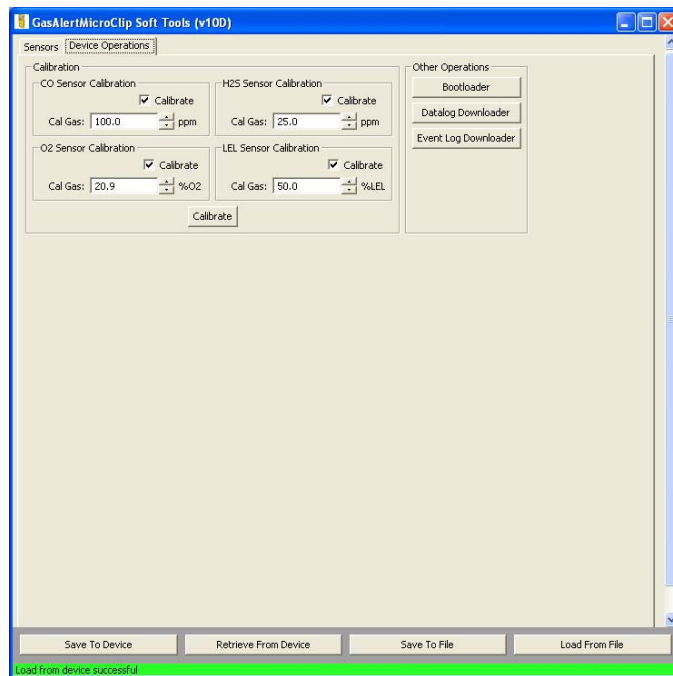 GasAlertMicroClip Soft Tools (v10D)
Sensors Device Operations
Calibration
CO Sensor Calibration
Calibrate
Cal Gas: 100.0 ppm
H2S Sensor Calibration
Calibrate
Cal Gas: 25.0 ppm
O2 Sensor Calibration
Calibrate
Cal Gas: 20.9 %O2
LEL Sensor Calibration
Calibrate
Cal Gas: 50.0 %LEL
Calibrate
Other Operations
Bootloader
Datalog Downloader
Event Log Downloader
Save To Device Retrieve From Device Save To File Load From File
Load from device successful